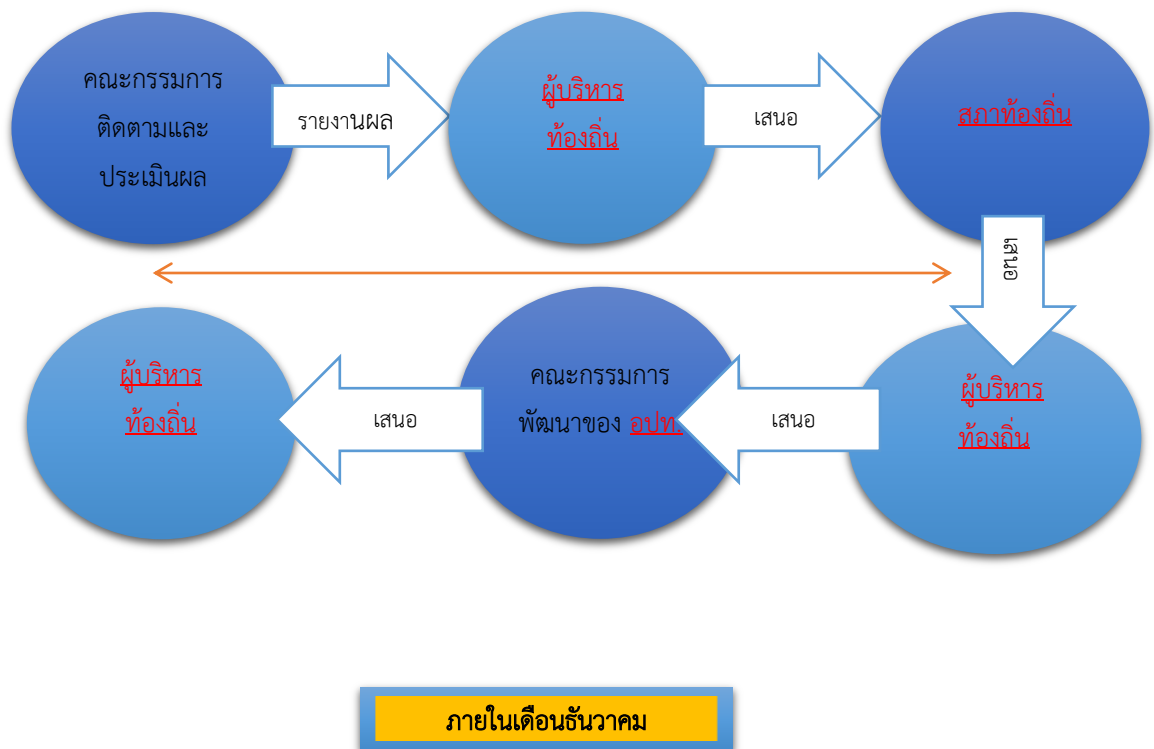 คณะกรรมการ
ติดตามและ
ประเมินผล
รายงานผล
ผู้บริหาร
ท้องถิ่น
เสนอ
สภาท้องถิ่น
เสนอ
ผู้บริหาร
ท้องถิ่น
เสนอ
คณะกรรมการ
พัฒนาของ อปท.
เสนอ
ผู้บริหาร
ท้องถิ่น
ภายในเดือนธันวาคม